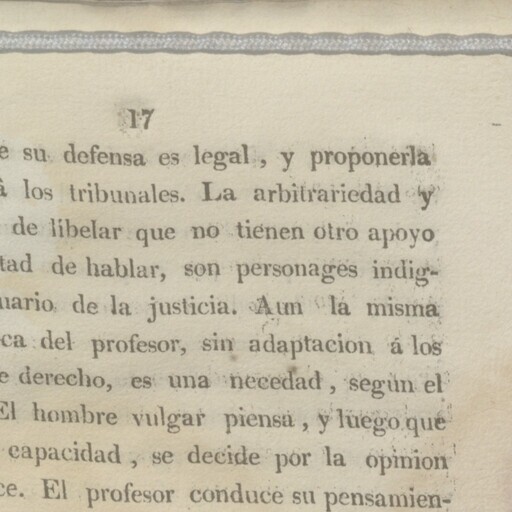 17
e su defensa es legal, y proponerla
á los tribunales. La arbitrariedad y
de libelar que no tienen otro apoyo
tad de hablar, son personages indig-
uario de la justicia. Aun la misma
ca del profesor, sin adaptacion á los
e derecho, es una necedad, según el
El hombre vulgar piensa, y luego que
capacidad, se decide por la opinion
ce. El profesor conduce su pensamien-